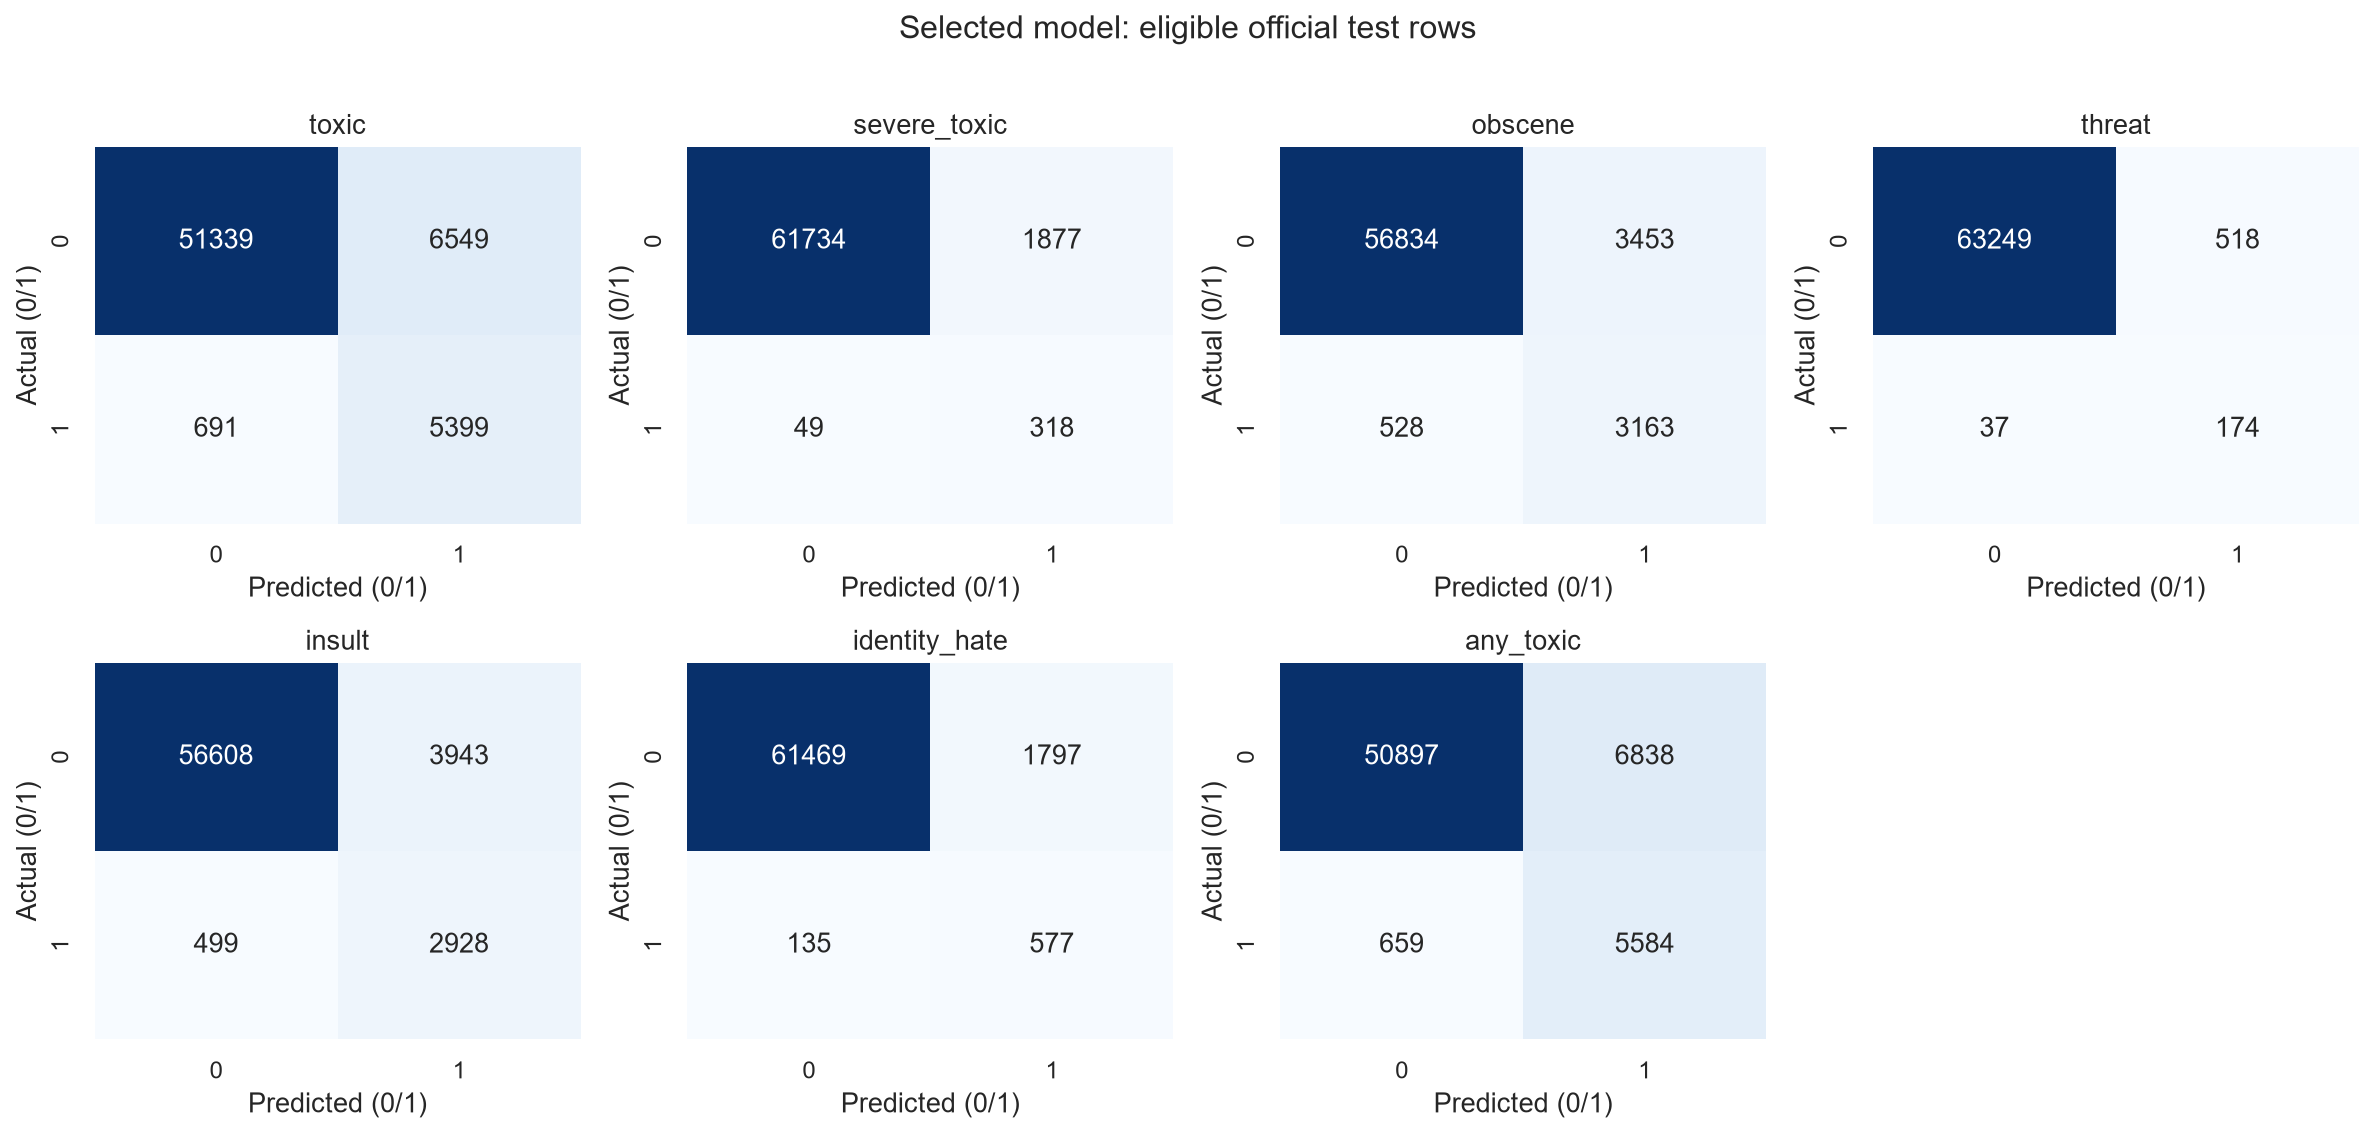 Selected model: eligible official test rows
toxic
Actual (0/1)
0
51339 6549
1
691 5399
0 1
Predicted (0/1)
severe_toxic
Actual (0/1)
0
61734 1877
1
49 318
0 1
Predicted (0/1)
obscene
Actual (0/1)
0
56834 3453
1
528 3163
0 1
Predicted (0/1)
threat
Actual (0/1)
0
63249 518
1
37 174
0 1
Predicted (0/1)
insult
Actual (0/1)
0
56608 3943
1
499 2928
0 1
Predicted (0/1)
identity_hate
Actual (0/1)
0
61469 1797
1
135 577
0 1
Predicted (0/1)
any_toxic
Actual (0/1)
0
50897 6838
1
659 5584
0 1
Predicted (0/1)